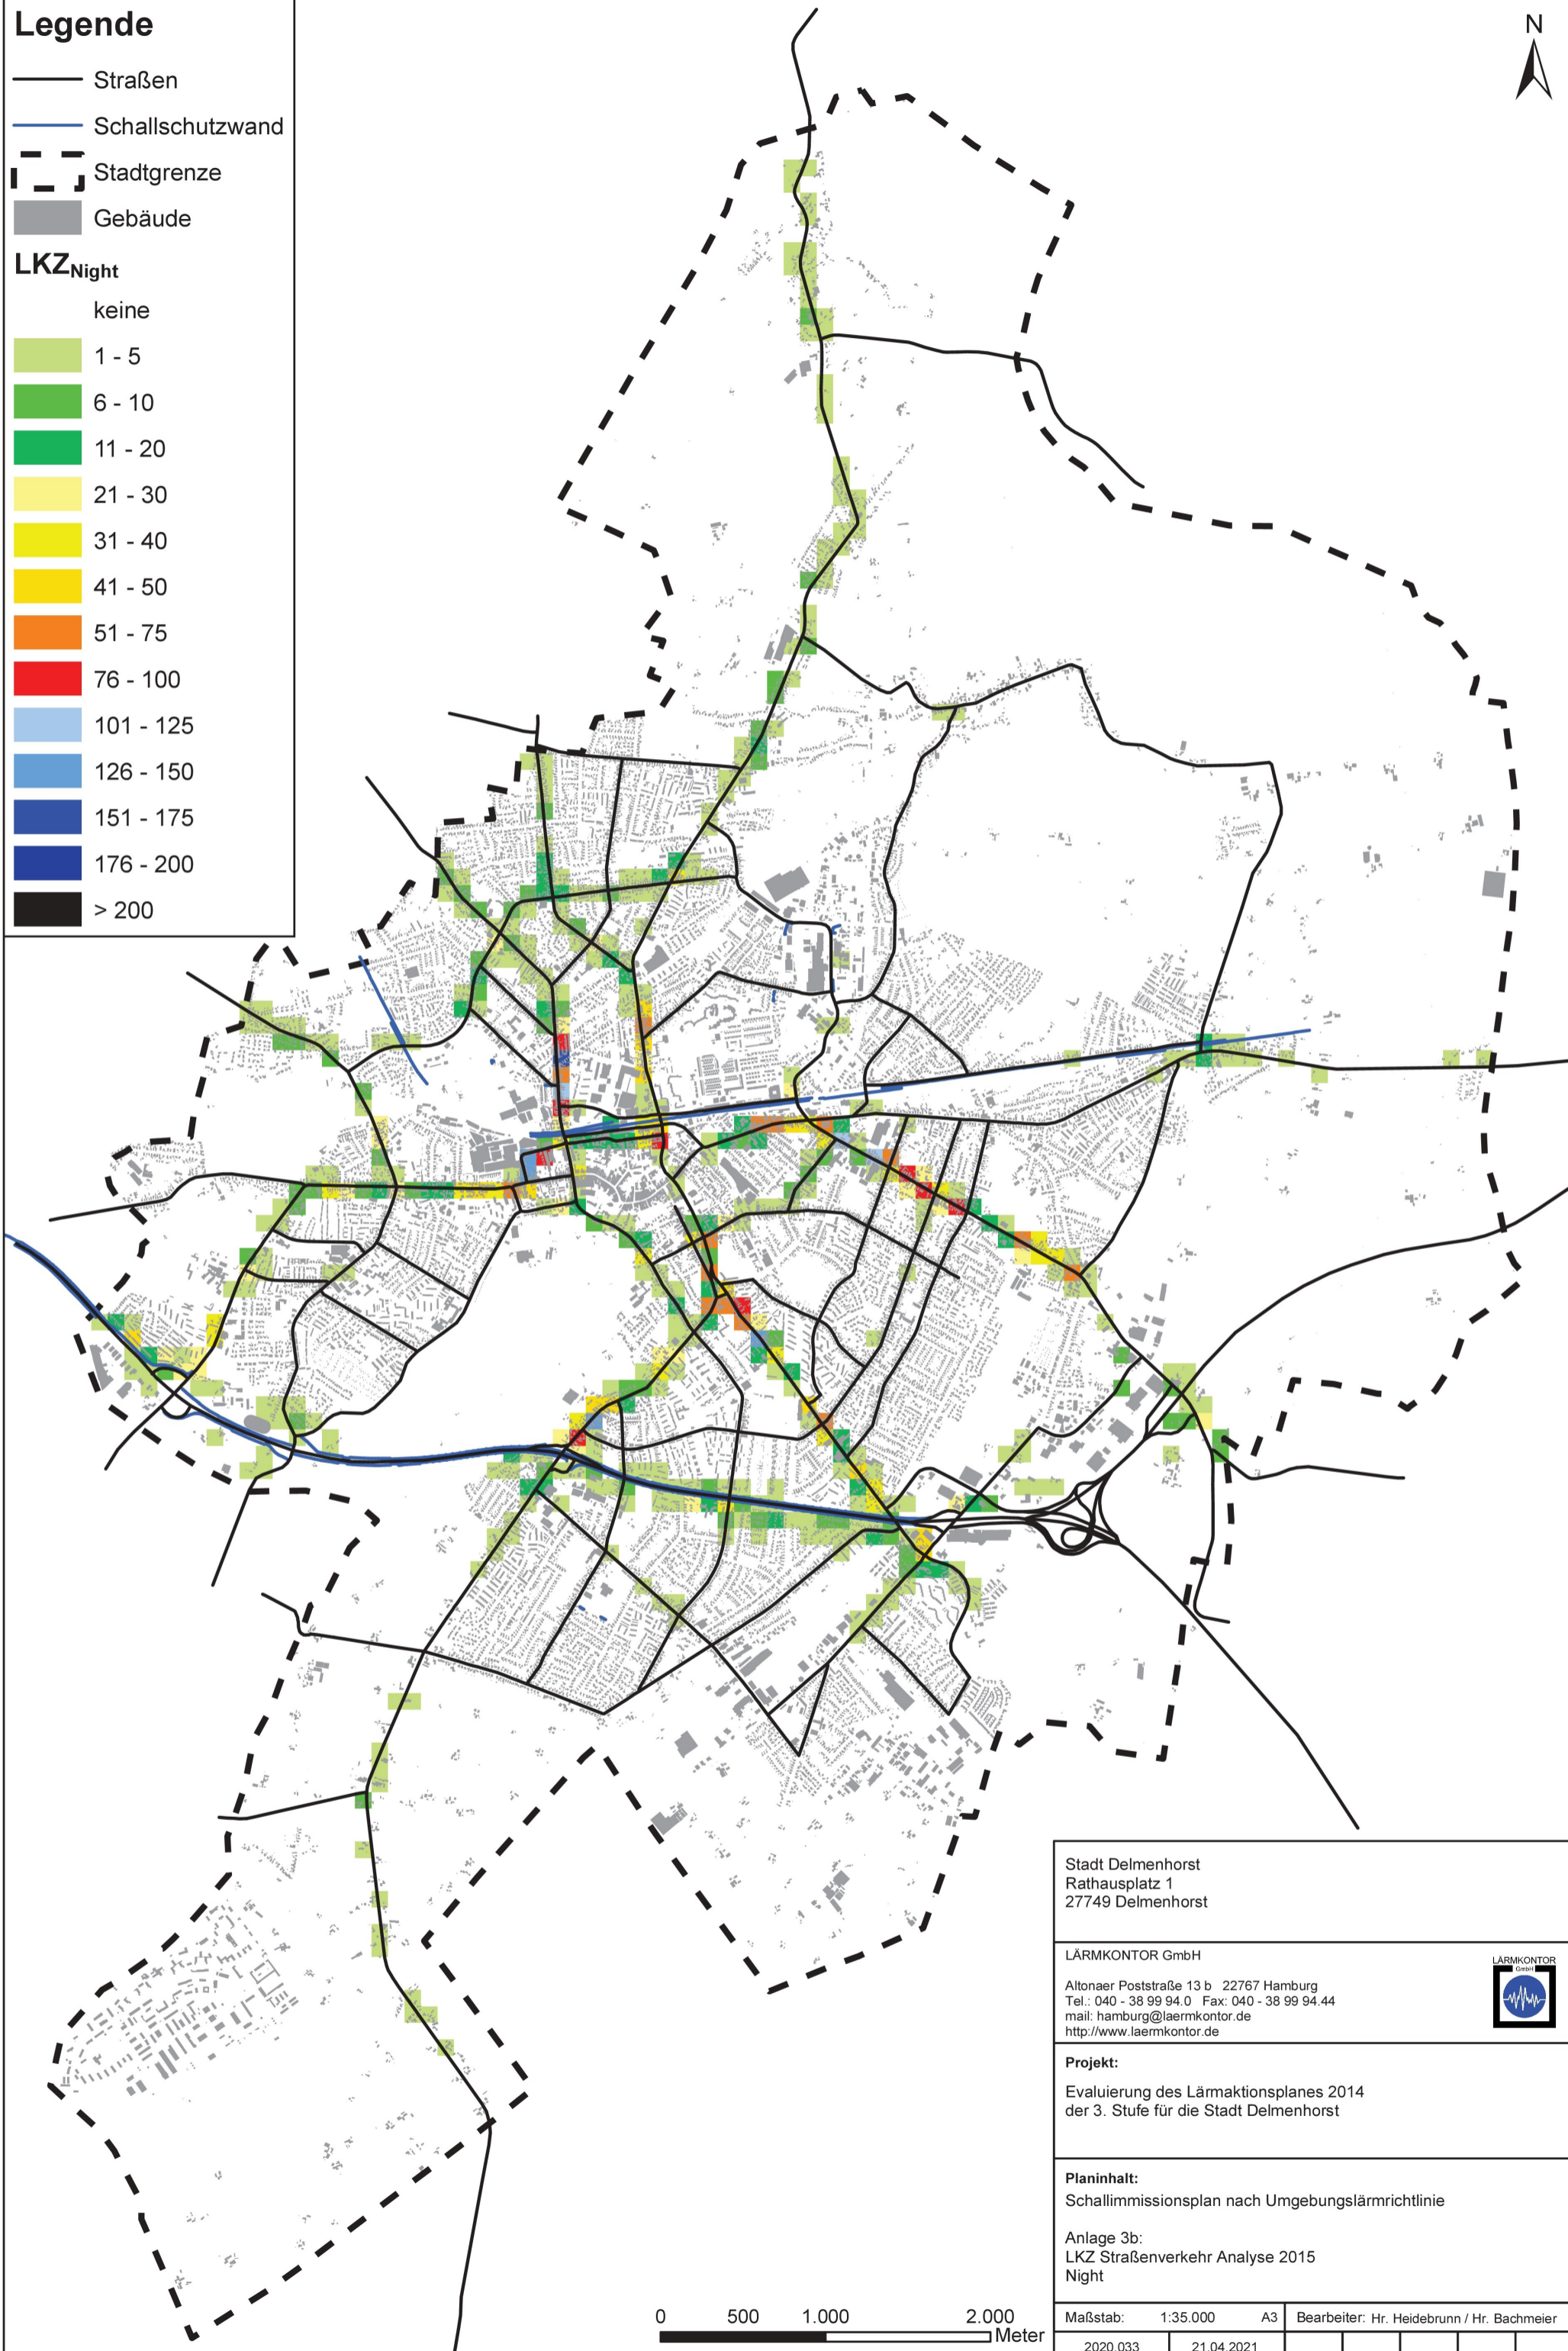 Legende
Straßen
Schallschutzwand
Stadtgrenze
Gebäude
LKZNight
keine
1 - 5
6 - 10
11 - 20
21 - 30
31 - 40
41 - 50
51 - 75
76 - 100
101 - 125
126 - 150
151 - 175
176 - 200
> 200
N
Stadt Delmenhorst
Rathausplatz 1
27749 Delmenhorst
LÄRMKONTOR GmbH
Altonaer Poststraße 13 b 22767 Hamburg
Tel.: 040 - 38 99 94.0 Fax: 040 - 38 99 94.44
mail: hamburg@laermkontor.de
http://www.laermkontor.de
LÄRMKONTOR
GmbH
Projekt:
Evaluierung des Lärmaktionsplanes 2014
der 3. Stufe für die Stadt Delmenhorst
Planinhalt:
Schallimmissionsplan nach Umgebungslärmrichtlinie
Anlage 3b:
LKZ Straßenverkehr Analyse 2015
Night
0 500 1.000 2.000
Meter
Maßstab: 1:35.000 A3 Bearbeiter: Hr. Heidebrunn / Hr. Bachmeier
2020.033 21.04.2021